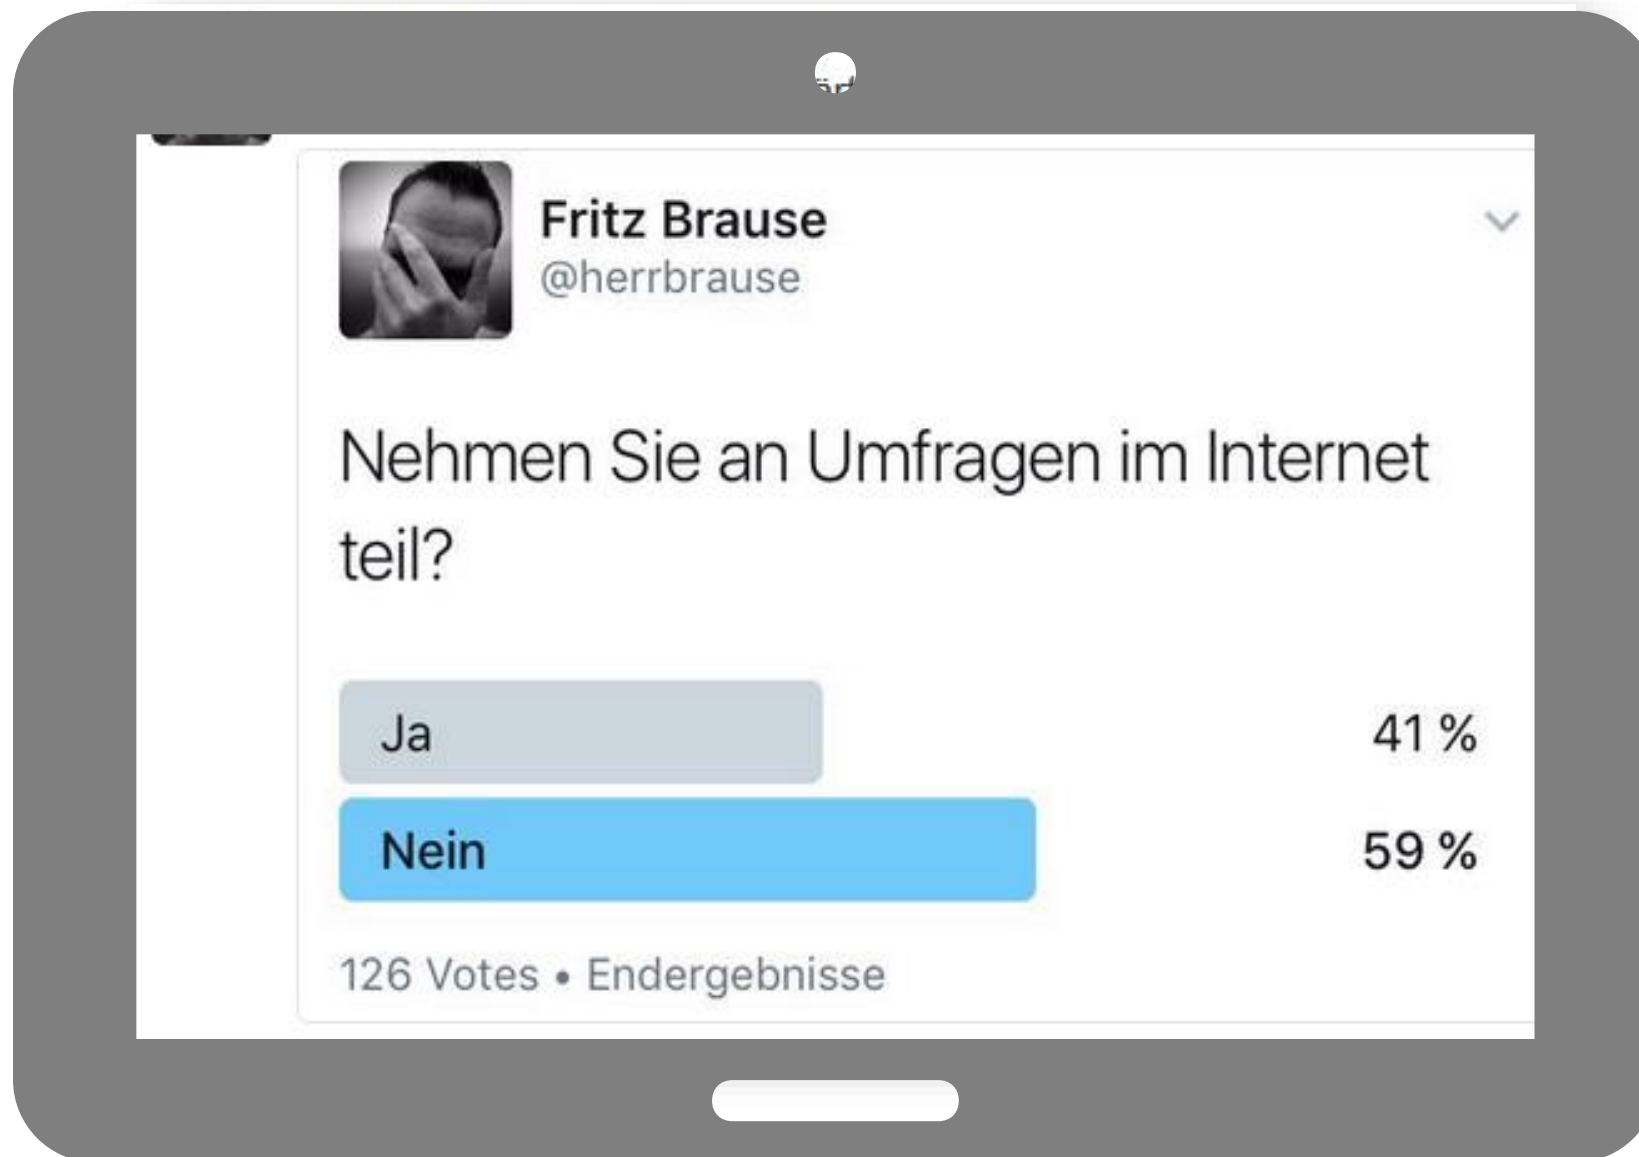 Fritz Brause
@herrbrause
Nehmen Sie an Umfragen im Internet
teil?
Ja 41 %
Nein 59 %
126 Votes • Endergebnisse